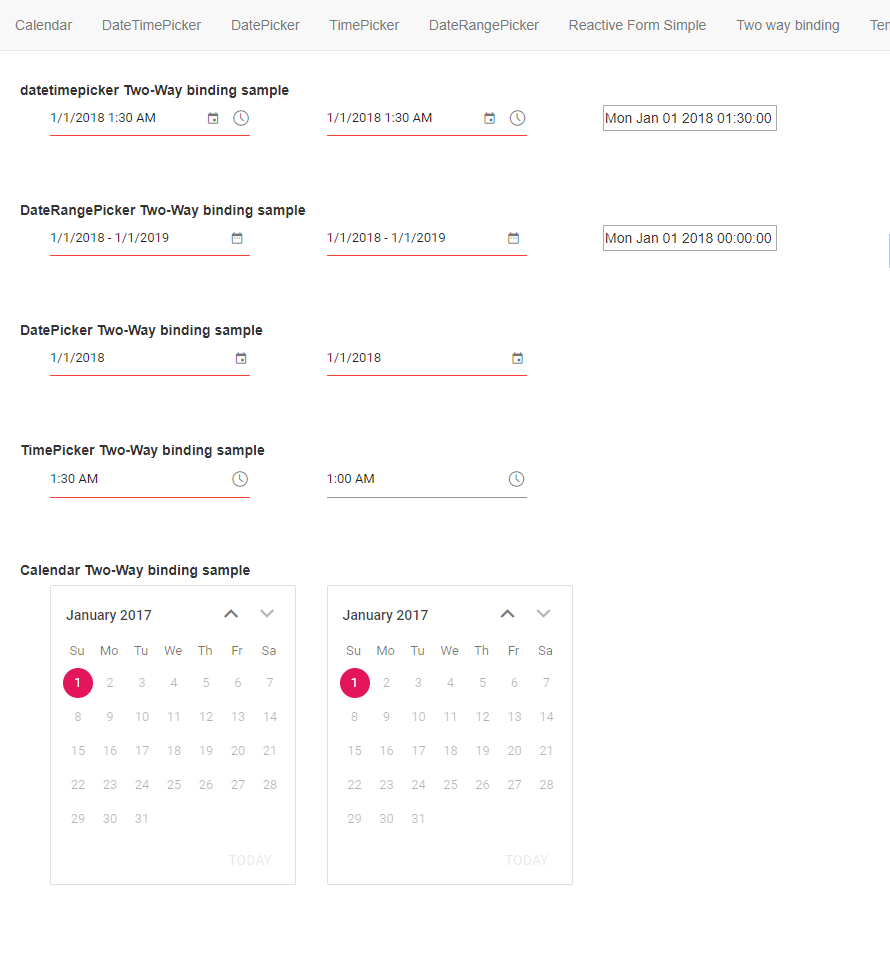 Calendar DateTimePicker DatePicker TimePicker DateRangePicker Reactive Form Simple Two way binding
datetimepicker Two-Way binding sample
1/1/2018 1:30 AM 1/1/2018 1:30 AM Mon Jan 01 2018 01:30:00
DateRangePicker Two-Way binding sample
1/1/2018 - 1/1/2019 1/1/2018 - 1/1/2019 Mon Jan 01 2018 00:00:00
DatePicker Two-Way binding sample
1/1/2018 1/1/2018
TimePicker Two-Way binding sample
1:30 AM 1:00 AM
Calendar Two-Way binding sample
January 2017 January 2017
Su Mo Tu We Th Fr Sa Su Mo Tu We Th Fr Sa
1 2 3 4 5 6 7 1 2 3 4 5 6 7
8 9 10 11 12 13 14 8 9 10 11 12 13 14
15 16 17 18 19 20 21 15 16 17 18 19 20 21
22 23 24 25 26 27 28 22 23 24 25 26 27 28
29 30 31 29 30 31
TODAY TODAY